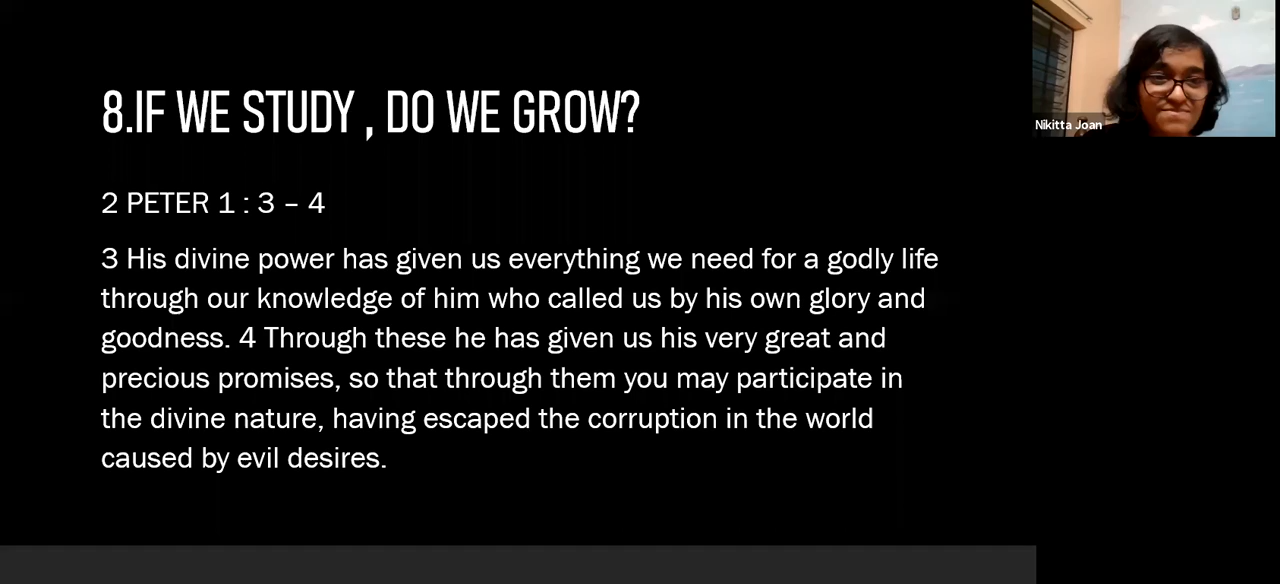 8.IF WE STUDY , DO WE GROW?
2 PETER 1 : 3 – 4
3 His divine power has given us everything we need for a godly life
through our knowledge of him who called us by his own glory and
goodness. 4 Through these he has given us his very great and
precious promises, so that through them you may participate in
the divine nature, having escaped the corruption in the world
caused by evil desires.
Nikitta Joan